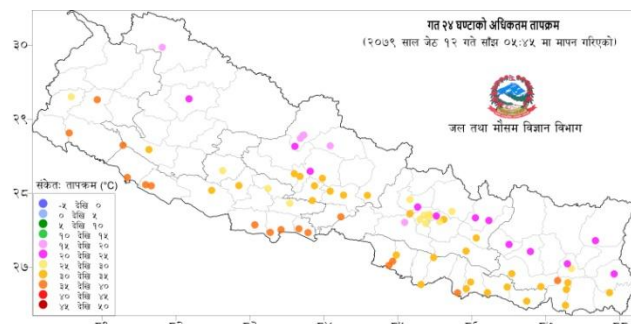 गत २४ घण्टाको अधिकतम तापक्रम
(२०७९ साल जेठ १२ गते साँझ ०५:४५ मा मापन गरिएको)
जल तथा मौसम विज्ञान विभाग
३०
२९
२८
२७
संकेतः तापक्रम (°C)
-५ देखि ०
० देखि ५
५ देखि १०
१० देखि १५
१५ देखि २०
२० देखि २५
२५ देखि ३०
३० देखि ३५
३५ देखि ४०
४० देखि ४५
४५ देखि ५०